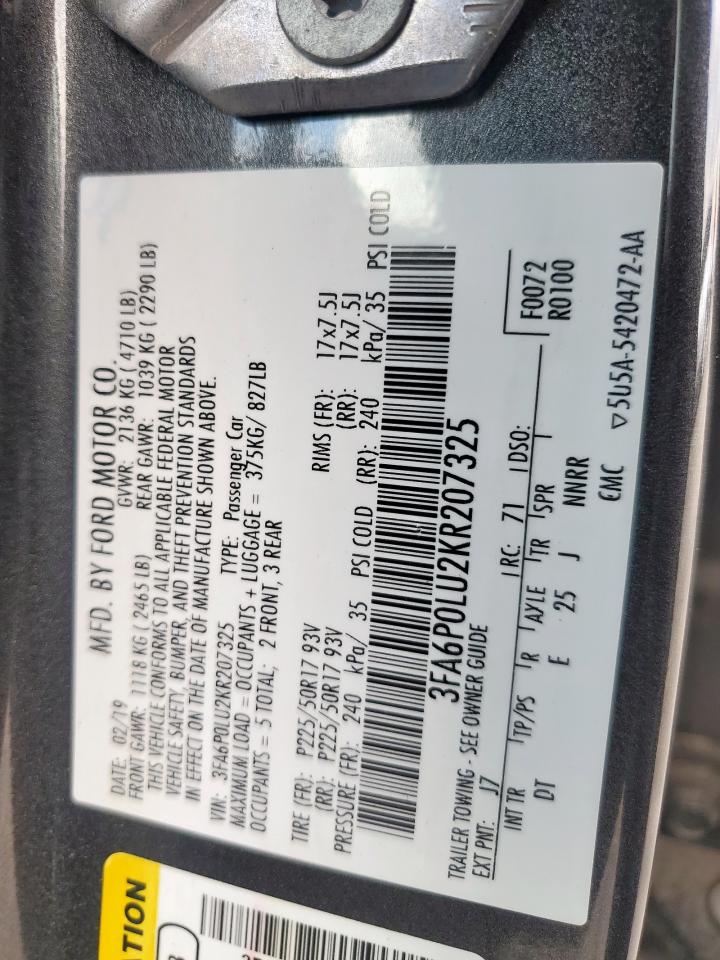 MFD. BY FORD MOTOR CO.
DATE: 02/19 GVWR: 2136 KG ( 4710 LB)
FRONT GAWR: 1118 KG ( 2465 LB) REAR GAWR: 1039 KG ( 2290 LB)
THIS VEHICLE CONFORMS TO ALL APPLICABLE FEDERAL MOTOR
VEHICLE SAFETY, BUMPER, AND THEFT PREVENTION STANDARDS
IN EFFECT ON THE DATE OF MANUFACTURE SHOWN ABOVE.
VIN: 3FA6P0LU2KR207325 TYPE: Passenger Car
MAXIMUM LOAD = OCCUPANTS + LUGGAGE = 375KG/ 827LB
OCCUPANTS = 5 TOTAL; 2 FRONT, 3 REAR
TIRE (FR): P225/50R17 93V RIMS (FR): 17x7.5J
(RR): P225/50R17 93V (RR): 17x7.5J
PRESSURE (FR): 240 kPa/ 35 PSI COLD (RR): 240 kPa/ 35 PSI COLD
3FA6P0LU2KR207325
TRAILER TOWING - SEE OWNER GUIDE
EXT PNT: J7 RC: 71 DSO:
F0072
R0100
INT TR TP/PS R AXLE TR SPR
DT E 25 J NNRR
CMC ▽5U5A-5420472-AA